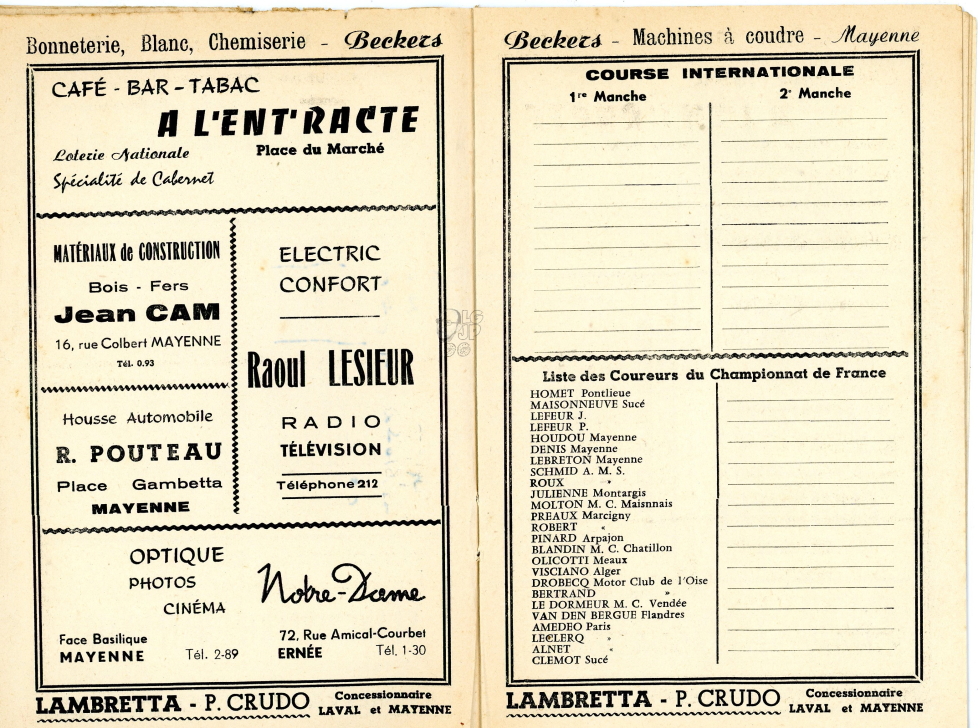 Bonneterie, Blanc, Chemiserie - Beckers
CAFÉ - BAR - TABAC
A L'ENT'RACTE
Loterie Nationale
Place du Marché
Spécialité de Cabernet
MATÉRIAUX de CONSTRUCTION
Bois - Fers
Jean CAM
16, rue Colbert MAYENNE
Tél. 0.93
Housse Automobile
R. POUTEAU
Place Gambetta
MAYENNE
ELECTRIC
CONFORT
Raoul LESIEUR
RADIO
TÉLÉVISION
Téléphone 212
OPTIQUE
PHOTOS
CINÉMA
Notre-Dame
Face Basilique
MAYENNE Tél. 2-89
72, Rue Amical-Courbet
ERNÉE Tél. 1-30
LAMBRETTA - P. CRUDO Concessionnaire
LAVAL et MAYENNE
Beckers - Machines à coudre - Mayenne
COURSE INTERNATIONALE
1re Manche 2e Manche
Liste des Coureurs du Championnat de France
HOMET Pontlieue
MAISONNEUVE Sucé
LEFEUR J.
LEFEUR P.
HOUDOU Mayenne
DENIS Mayenne
LEBRETON Mayenne
SCHMID A. M. S.
ROUX »
JULIENNE Montargis
MOLTON M. C. Maisnnais
PREAUX Marcigny
ROBERT «
PINARD Arpajon
BLANDIN M. C. Chatillon
OLICOTTI Meaux
VISCIANO Alger
DROBECQ Motor Club de l'Oise
BERTRAND »
LE DORMEUR M. C. Vendée
VAN DEN BERGUE Flandres
AMEDEO Paris
LECLERQ »
ALNET «
CLEMOT Sucé
LAMBRETTA - P. CRUDO Concessionnaire
LAVAL et MAYENNE